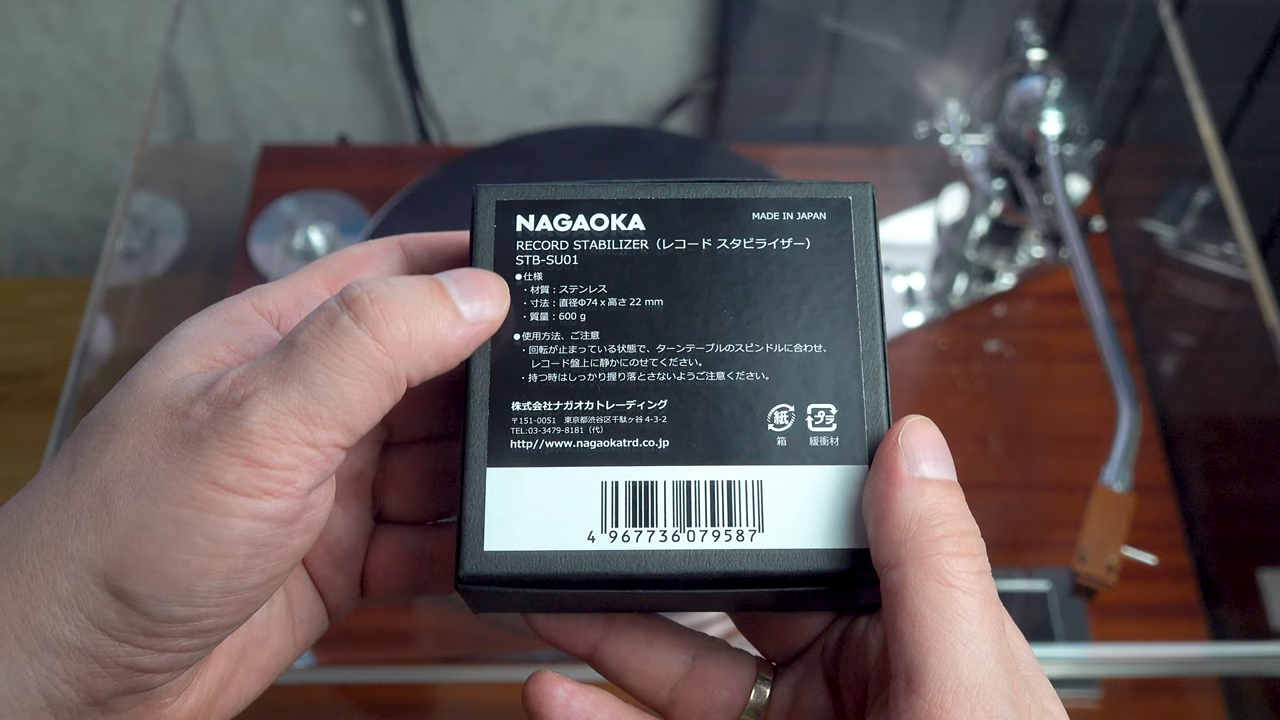 NAGAOKA
MADE IN JAPAN
RECORD STABILIZER（レコード スタビライザー）
STB-SU01
●仕様
・材質：ステンレス
・寸法：直径Φ74 x 高さ 22 mm
・質量：600 g
●使用方法、ご注意
・回転が止まっている状態で、ターンテーブルのスピンドルに合わせ、
レコード盤上に静かにのせてください。
・持つ時はしっかり握り落とさないようご注意ください。
株式会社ナガオカトレーディング
〒151-0051 東京都渋谷区千駄ヶ谷 4-3-2
TEL:03-3479-8181（代）
http//www.nagaokatrd.co.jp
紙 プラ
箱 緩衝材
4 967736 079587